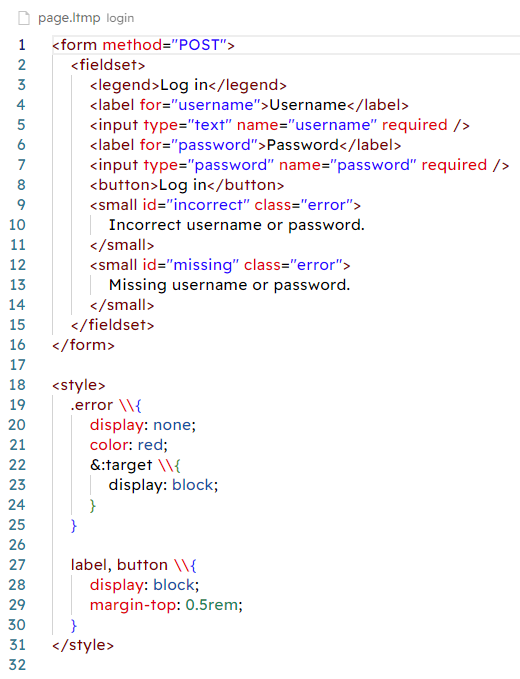 page.ltmp login
1 <form method="POST">
2 <fieldset>
3 <legend>Log in</legend>
4 <label for="username">Username</label>
5 <input type="text" name="username" required />
6 <label for="password">Password</label>
7 <input type="password" name="password" required />
8 <button>Log in</button>
9 <small id="incorrect" class="error">
10 Incorrect username or password.
11 </small>
12 <small id="missing" class="error">
13 Missing username or password.
14 </small>
15 </fieldset>
16 </form>
17
18 <style>
19 .error \\{
20 display: none;
21 color: red;
22 &:target \\{
23 display: block;
24 }
25 }
26
27 label, button \\{
28 display: block;
29 margin-top: 0.5rem;
30 }
31 </style>
32